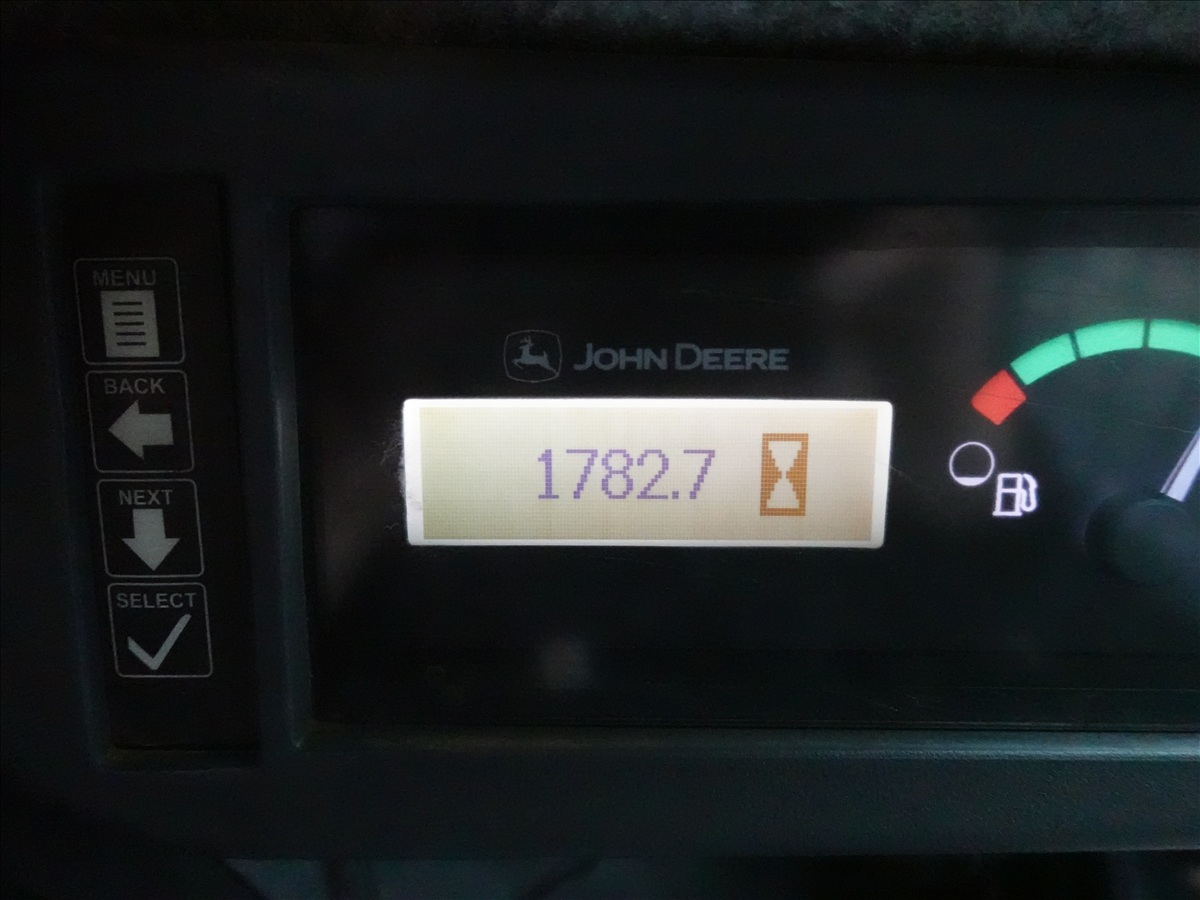 MENU
BACK
NEXT
SELECT
JOHN DEERE
1782.7